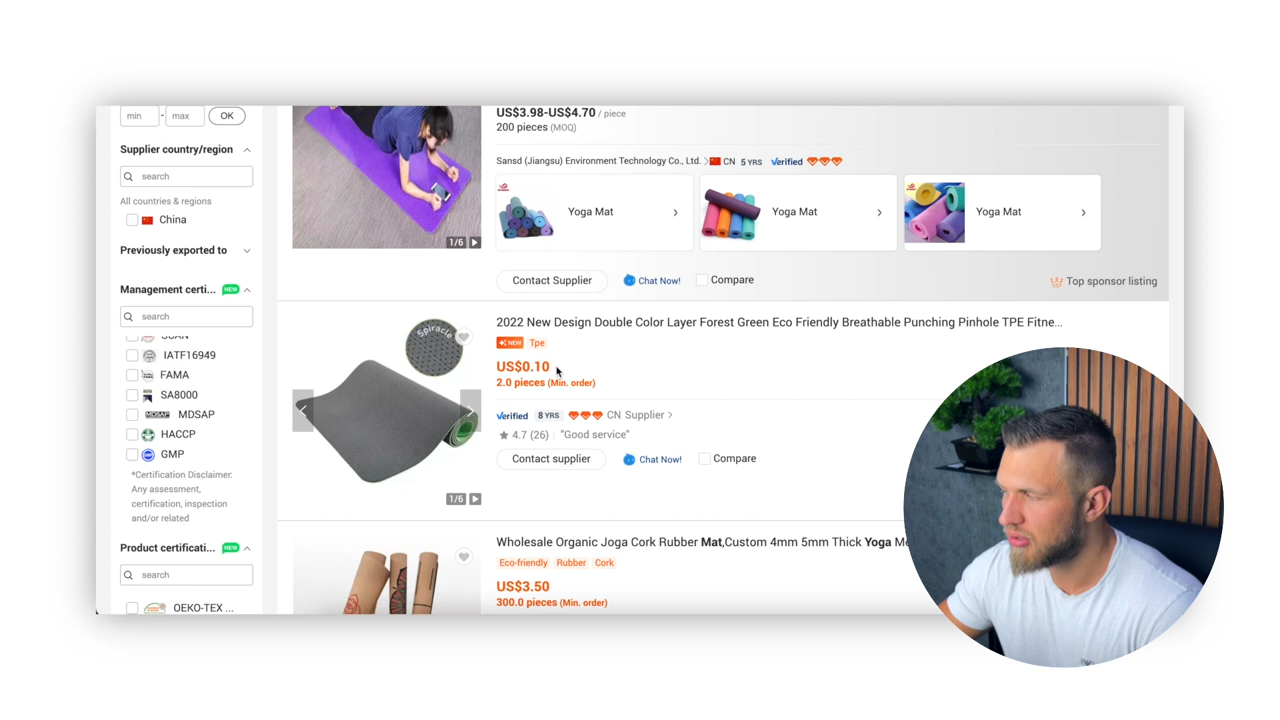 min - max OK
Supplier country/region
search
All countries & regions
China
Previously exported to
Management certi... NEW
search
IATF16949
FAMA
SA8000
MDSAP MDSAP
HACCP
GMP
*Certification Disclaimer:
Any assessment,
certification, inspection
and/or related
Product certificati... NEW
search
OEKO-TEX ...
US$3.98-US$4.70 / piece
200 pieces (MOQ)
Sansd (Jiangsu) Environment Technology Co., Ltd. CN 5 YRS Verified
Yoga Mat
Yoga Mat
Yoga Mat
1/6
Contact Supplier
Chat Now!
Compare
Top sponsor listing
Spiracle
1/6
2022 New Design Double Color Layer Forest Green Eco Friendly Breathable Punching Pinhole TPE Fitne...
NEW Tpe
US$0.10
2.0 pieces (Min. order)
Verified 8 YRS CN Supplier
4.7 (26) "Good service"
Contact supplier
Chat Now!
Compare
Wholesale Organic Joga Cork Rubber Mat,Custom 4mm 5mm Thick Yoga
Eco-friendly Rubber Cork
US$3.50
300.0 pieces (Min. order)